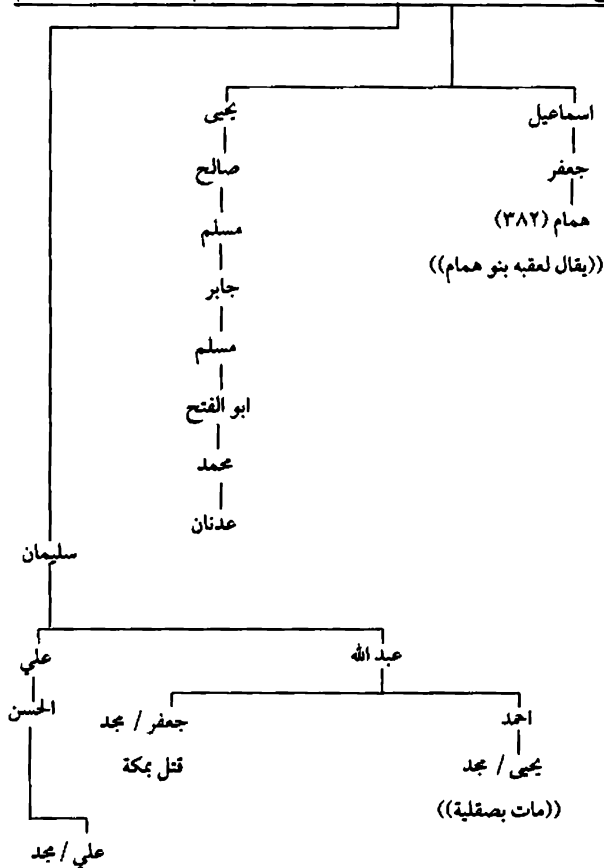 اسماعيل
يحيى
جعفر
صالح
همام (٣٨٢)
مسلم
((يقال لعقبه بنو همام))
جابر
مسلم
ابو الفتح
محمد
عدنان
سليمان
عبد الله
علي
احمد
جعفر / مجد
الحسن
يحيى / مجد
قتل بمكة
((مات بصقلية))
علي / مجد